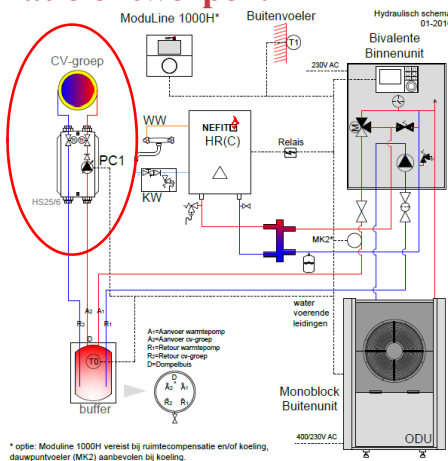 ModuLine 1000H*
Buitenvoeler
Hydraulisch schema
01-201
Bivalente
Binnenunit
T1
230V AC
CV-groep
WW
NEFIT
HR(C)
PC1
Relais
KW
HS25/6
M
MK2*
water
voerende
leidingen
A2 A1
R2 R1
D
T0
buffer
A1=Aanvoer warmtepomp
A2=Aanvoer cv-groep
R1=Retour warmtepomp
R2=Retour cv-groep
D=Dompelbuis
D
A2 A1
R2 R1
Monoblock
Buitenunit
400/230V AC
ODU
* optie: Moduline 1000H vereist bij ruimtecompensatie en/of koeling,
dauwpuntvoeler (MK2) aanbevolen bij koeling.